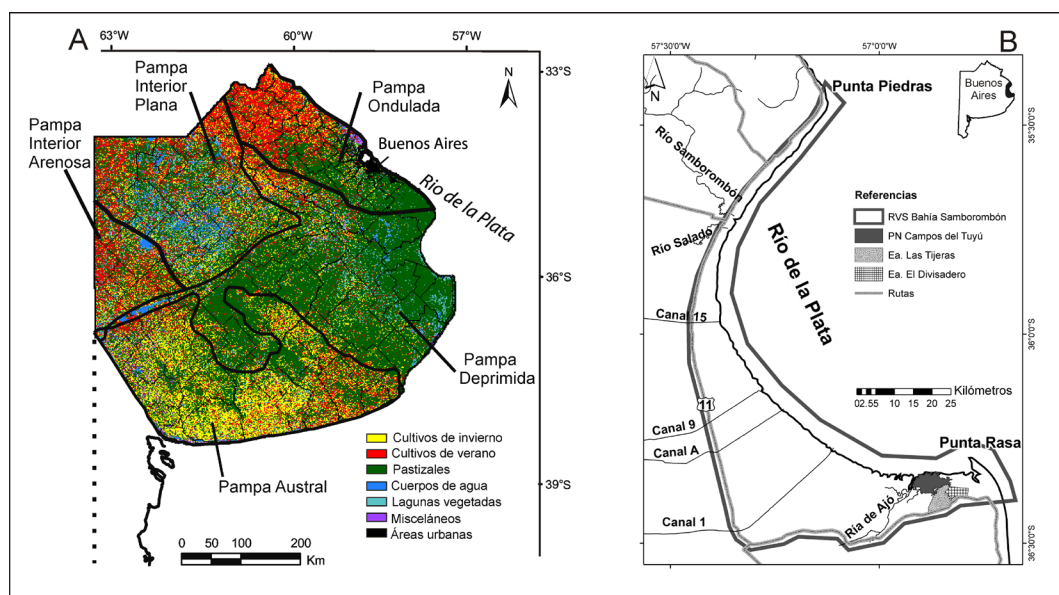 A
63°W
60°W
57°W
33°S
36°S
39°S
N
Pampa
Interior
Plana
Pampa
Ondulada
Pampa
Interior
Arenosa
Buenos Aires
Río de la Plata
Pampa
Deprimida
Pampa Austral
Cultivos de invierno
Cultivos de verano
Pastizales
Cuerpos de agua
Lagunas vegetadas
Misceláneos
Áreas urbanas
0 50 100 200
Km
B
57°30'0"W
57°0'0"W
35°30'0"S
36°0'0"S
36°30'0"S
N
Punta Piedras
Buenos
Aires
Río Samborombón
Río Salado
Río de la Plata
Referencias
RVS Bahía Samborombón
PN Campos del Tuyú
Ea. Las Tijeras
Ea. El Divisadero
Rutas
Canal 15
Kilómetros
02.55 10 15 20 25
11
Canal 9
Canal A
Punta Rasa
Ría de Ajó
Canal 1